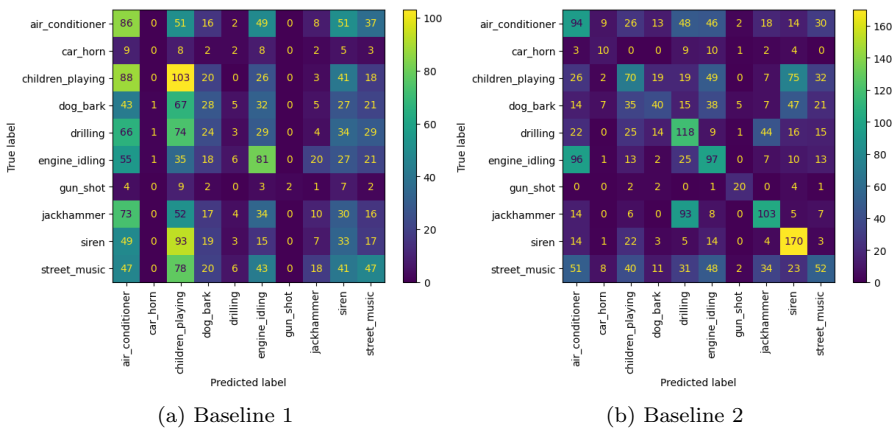 air_conditioner 86 0 51 16 2 49 0 8 51 37
car_horn 9 0 8 2 2 8 0 2 5 3
children_playing 88 0 103 20 0 26 0 3 41 18
dog_bark 43 1 67 28 5 32 0 5 27 21
drilling 66 0 74 24 3 29 0 4 34 29
engine_idling 55 1 35 18 6 81 0 20 27 21
gun_shot 4 0 9 2 0 3 2 1 7 2
jackhammer 73 0 52 17 4 34 0 10 30 16
siren 49 0 93 19 3 15 0 7 33 17
street_music 47 0 78 20 6 43 0 18 41 47
True label
air_conditioner car_horn children_playing dog_bark drilling engine_idling gun_shot jackhammer siren street_music
Predicted label
100
80
60
40
20
0
(a) Baseline 1
air_conditioner 94 9 26 13 48 46 2 18 14 30
car_horn 3 10 0 0 9 10 1 2 4 0
children_playing 26 2 70 19 19 49 0 7 75 32
dog_bark 14 7 35 40 15 38 5 7 47 21
drilling 22 0 25 14 118 9 1 44 16 15
engine_idling 96 1 13 2 25 97 0 7 10 13
gun_shot 0 0 2 2 0 1 20 0 4 1
jackhammer 14 0 6 0 93 8 0 103 5 7
siren 14 1 22 3 5 14 0 4 170 3
street_music 51 8 40 11 31 48 2 34 23 52
True label
air_conditioner car_horn children_playing dog_bark drilling engine_idling gun_shot jackhammer siren street_music
Predicted label
160
140
120
100
80
60
40
20
0
(b) Baseline 2